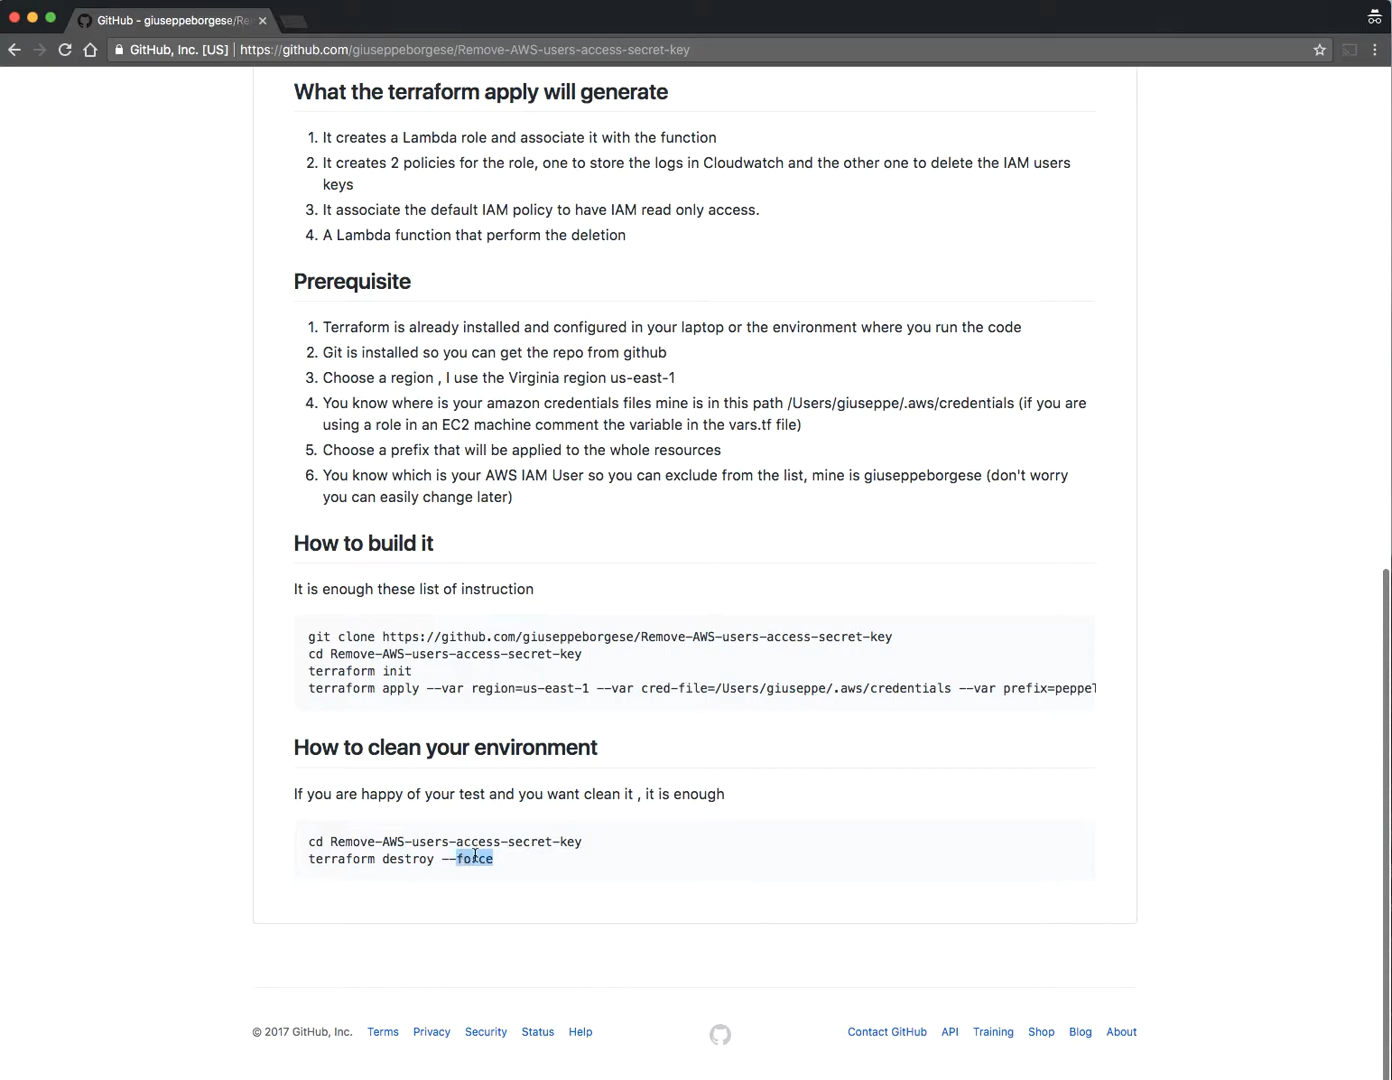 GitHub - giuseppeborgese/Re
GitHub, Inc. [US] | https://github.com/giuseppeborgese/Remove-AWS-users-access-secret-key
What the terraform apply will generate
1. It creates a Lambda role and associate it with the function
2. It creates 2 policies for the role, one to store the logs in Cloudwatch and the other one to delete the IAM users
keys
3. It associate the default IAM policy to have IAM read only access.
4. A Lambda function that perform the deletion
Prerequisite
1. Terraform is already installed and configured in your laptop or the environment where you run the code
2. Git is installed so you can get the repo from github
3. Choose a region , I use the Virginia region us-east-1
4. You know where is your amazon credentials files mine is in this path /Users/giuseppe/.aws/credentials (if you are
using a role in an EC2 machine comment the variable in the vars.tf file)
5. Choose a prefix that will be applied to the whole resources
6. You know which is your AWS IAM User so you can exclude from the list, mine is giuseppeborgese (don't worry
you can easily change later)
How to build it
It is enough these list of instruction
git clone https://github.com/giuseppeborgese/Remove-AWS-users-access-secret-key
cd Remove-AWS-users-access-secret-key
terraform init
terraform apply --var region=us-east-1 --var cred-file=/Users/giuseppe/.aws/credentials --var prefix=peppe
How to clean your environment
If you are happy of your test and you want clean it , it is enough
cd Remove-AWS-users-access-secret-key
terraform destroy --force
© 2017 GitHub, Inc. Terms Privacy Security Status Help Contact GitHub API Training Shop Blog About